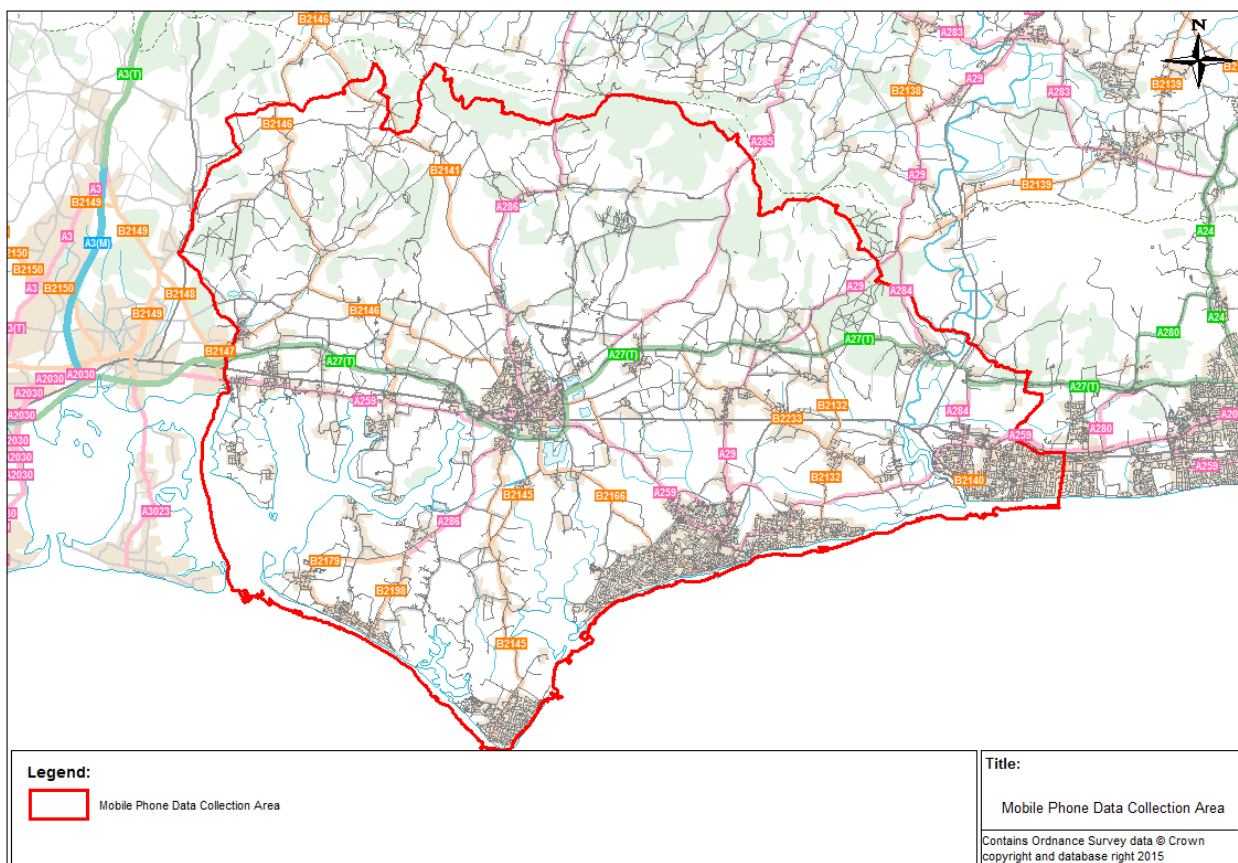 B2146
A283
N
A3(T)
A29
B2138
A283
B2139
B2146
A285
B2141
A29
A3
B2149
A286
B2139
B2149
A3(M)
A24
B2150
B2150
A3
B2148
A29
A284
B2149
B2146
A280
A24
A27(T)
B2147
A27(T)
A27(T)
A2030
A2030
A2030
A2030
A27(T)
A259
B2132
A284
B2233
A280
A259
A29
A259
B2132
B2140
B2145
B2166
A259
A3023
A286
B2179
B2198
B2145
Legend:
Mobile Phone Data Collection Area
Title:
Mobile Phone Data Collection Area
Contains Ordnance Survey data © Crown
copyright and database right 2015